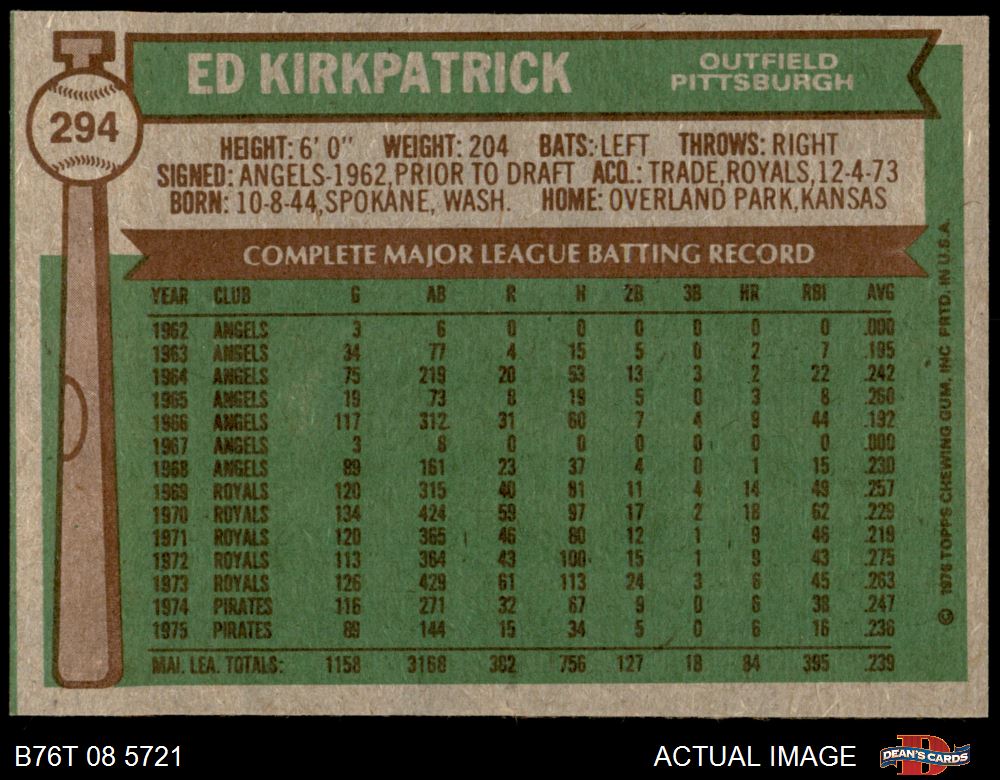 294
ED KIRKPATRICK
OUTFIELD
PITTSBURGH
HEIGHT: 6' 0" WEIGHT: 204 BATS: LEFT THROWS: RIGHT
SIGNED: ANGELS-1962, PRIOR TO DRAFT ACQ.: TRADE, ROYALS, 12-4-73
BORN: 10-8-44, SPOKANE, WASH. HOME: OVERLAND PARK, KANSAS
COMPLETE MAJOR LEAGUE BATTING RECORD
YEAR CLUB G AB R H 2B 3B HR RBI AVG
1962 ANGELS 3 6 0 0 0 0 0 0 .000
1963 ANGELS 34 77 4 15 5 0 2 7 .195
1964 ANGELS 75 219 20 53 13 3 2 22 .242
1965 ANGELS 19 73 8 19 5 0 3 8 .260
1966 ANGELS 117 312 31 60 7 4 9 44 .192
1967 ANGELS 3 8 0 0 0 0 0 0 .000
1968 ANGELS 89 161 23 37 4 0 1 15 .230
1969 ROYALS 120 315 40 81 11 4 14 49 .257
1970 ROYALS 134 424 59 97 17 2 18 62 .229
1971 ROYALS 120 365 46 80 12 1 9 46 .219
1972 ROYALS 113 364 43 100 15 1 9 43 .275
1973 ROYALS 126 429 61 113 24 3 6 45 .263
1974 PIRATES 116 271 32 67 9 0 6 38 .247
1975 PIRATES 89 144 15 34 5 0 6 16 .236
MAJ. LEA. TOTALS: 1158 3168 382 756 127 18 84 395 .239
© 1976 TOPPS CHEWING GUM, INC. PRTD. IN U.S.A.
B76T 08 5721
ACTUAL IMAGE
DEAN'S CARDS